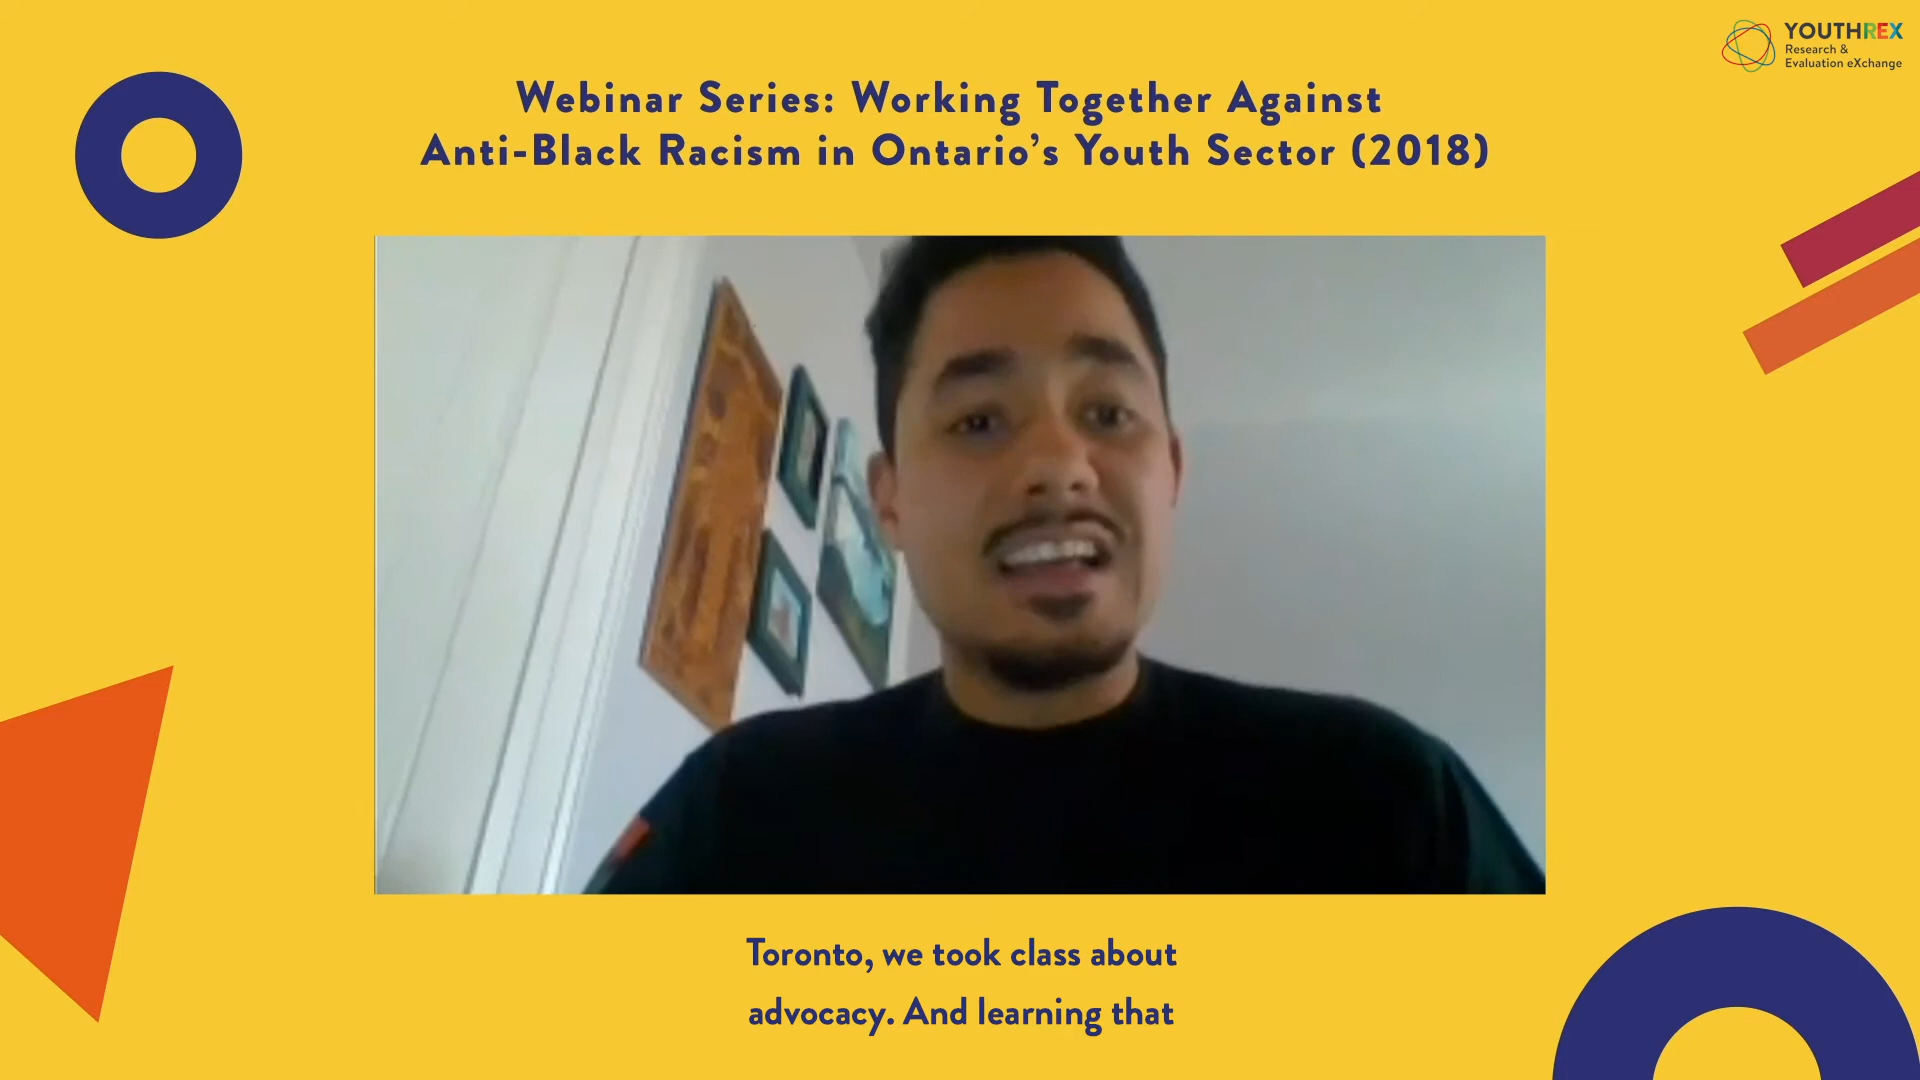 YOUTHREX
Research &
Evaluation eXchange
Webinar Series: Working Together Against
Anti-Black Racism in Ontario’s Youth Sector (2018)
Toronto, we took class about
advocacy. And learning that